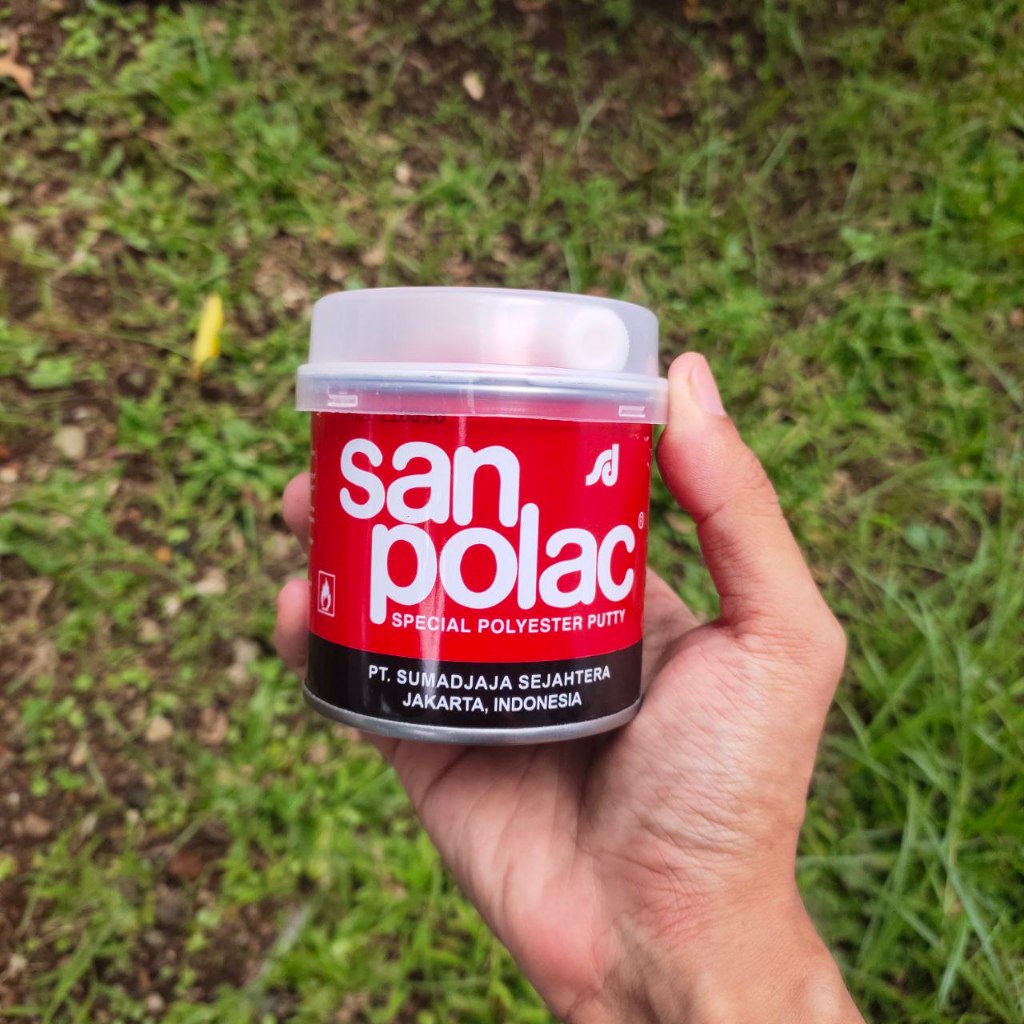 san
polac®
SPECIAL POLYESTER PUTTY
PT. SUMADJAJA SEJAHTERA
JAKARTA, INDONESIA